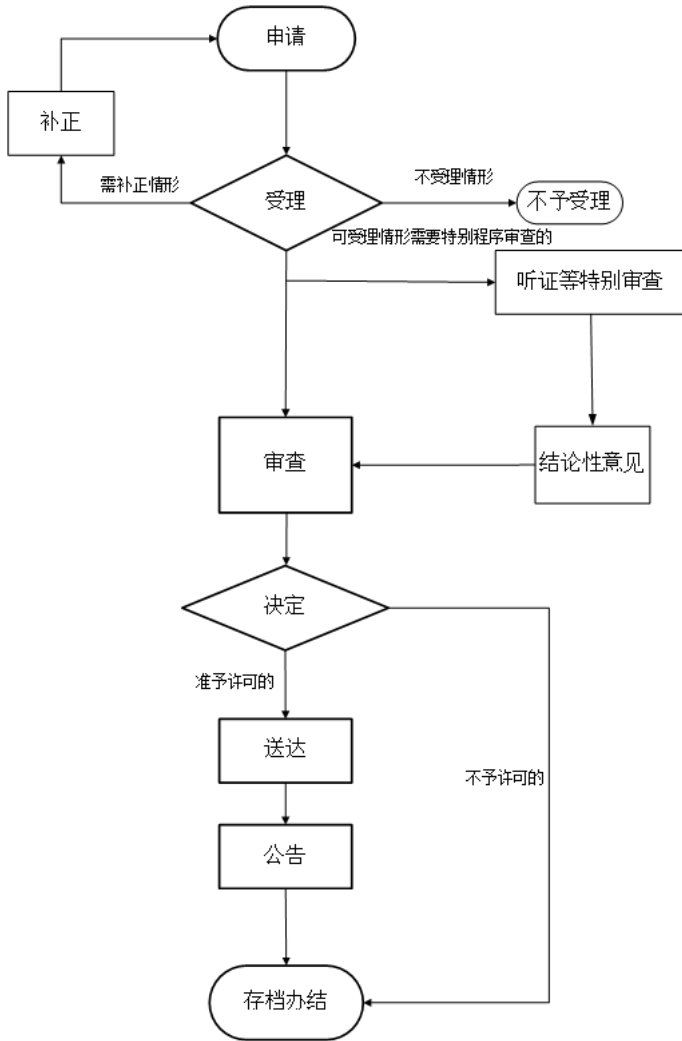 申请
补正
需补正情形
受理
不受理情形
不予受理
可受理情形需要特别程序审查的
听证等特别审查
审查
结论性意见
决定
准予许可的
送达
不予许可的
公告
存档办结